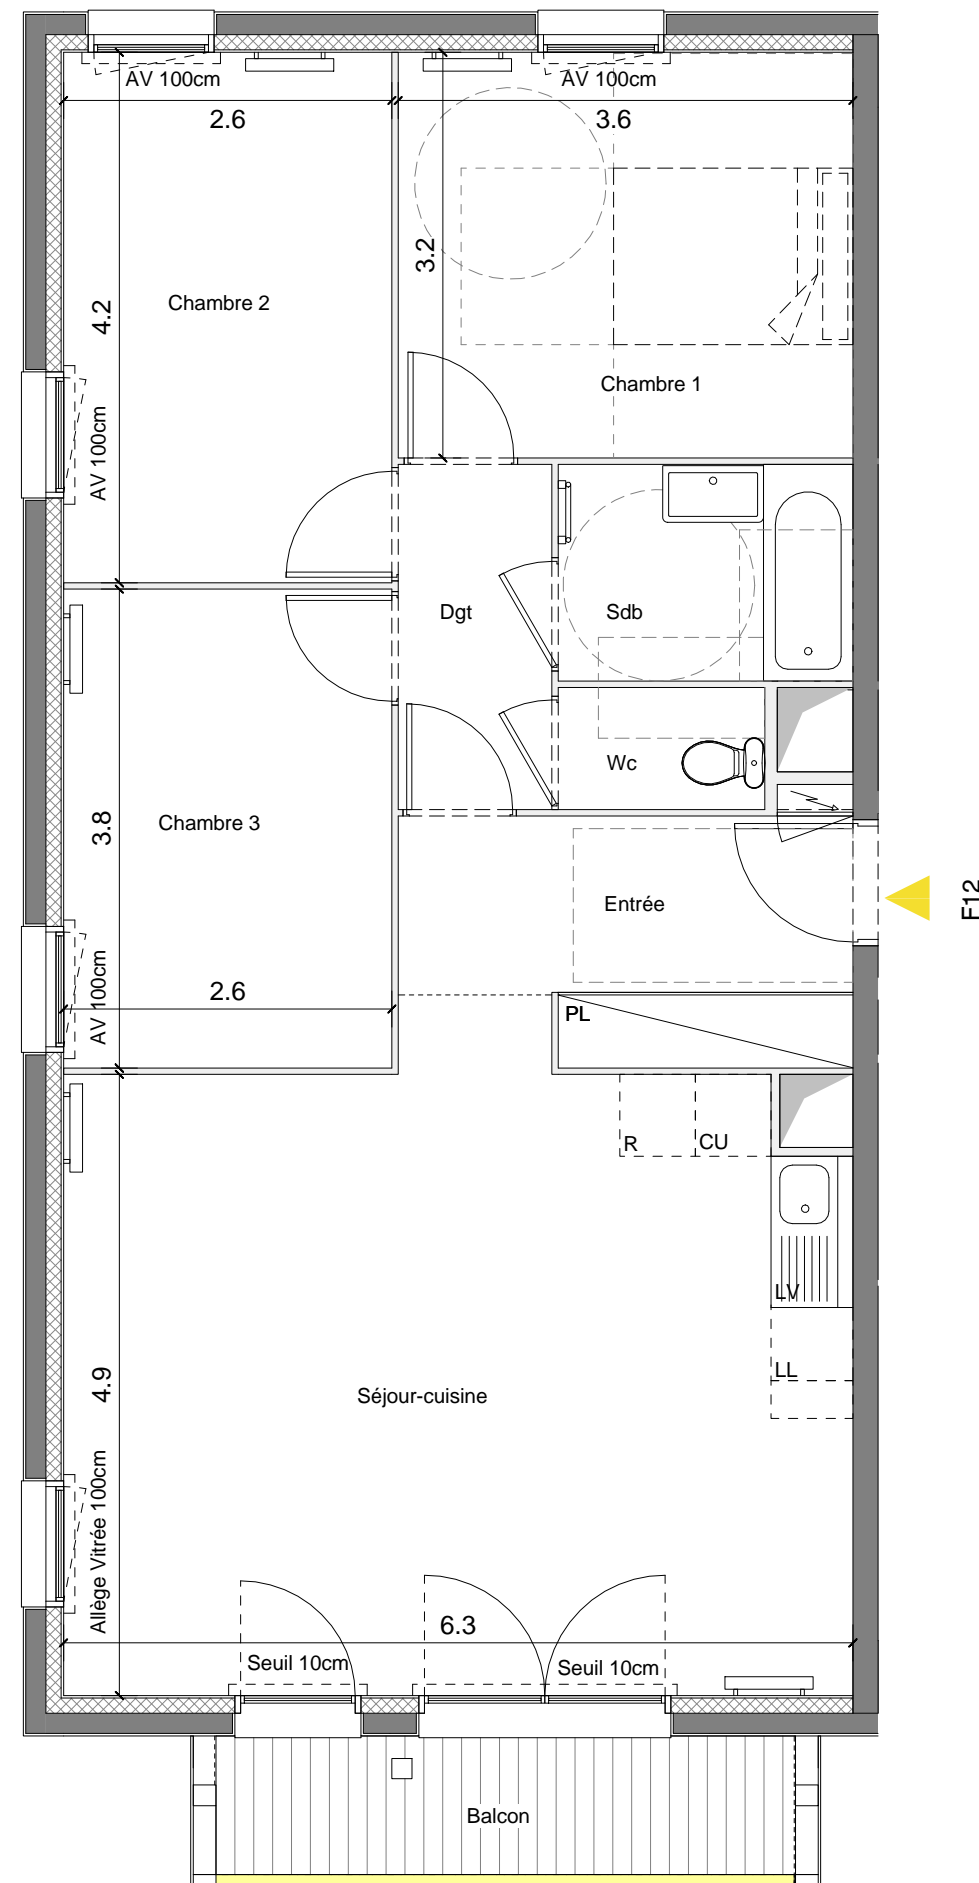 AV 100cm
AV 100cm
2.6
3.6
3.2
4.2
Chambre 2
Chambre 1
AV 100cm
Dgt
Sdb
Wc
3.8
Chambre 3
Entrée
F12
AV 100cm
2.6
PL
R
CU
LV
LL
4.9
Séjour-cuisine
Allège Vitrée 100cm
6.3
Seuil 10cm
Seuil 10cm
Balcon